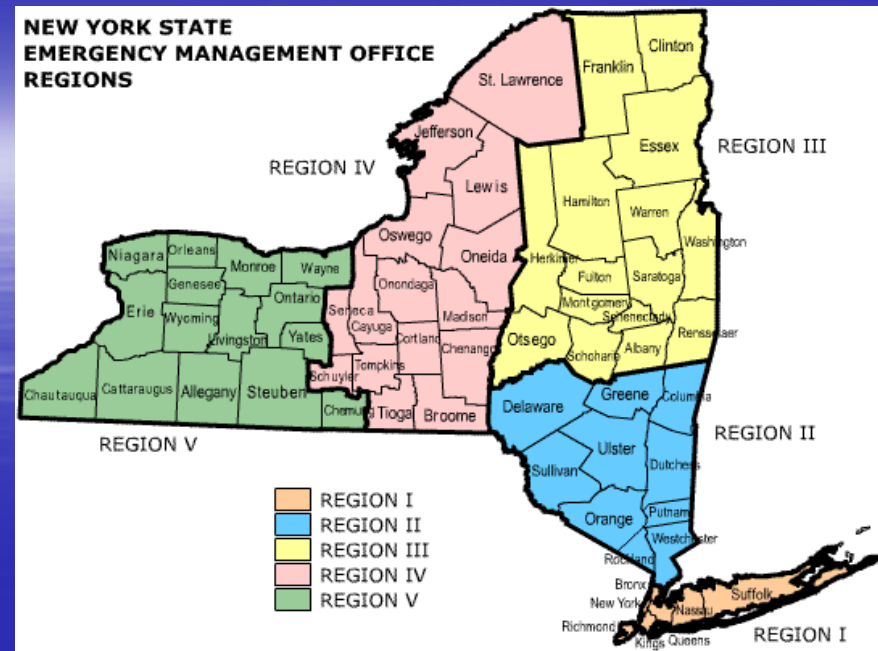 NEW YORK STATE
EMERGENCY MANAGEMENT OFFICE
REGIONS
Clinton
Franklin
St. Lawrence
Jefferson
Essex
REGION III
REGION IV
Lewis
Hamilton
Warren
Oswego
Washington
Oneida
Herkimer
Niagara
Orleans
Monroe
Wayne
Fulton
Saratoga
Genesee
Onondaga
Ontario
Montgomery
Erie
Wyoming
Seneca
Cayuga
Madison
Schenectady
Livingston
Yates
Cortland
Chenango
Otsego
Rensselaer
Schoharie
Albany
Tompkins
Schuyler
Chautauqua
Cattaraugus
Allegany
Steuben
Chemung
Tioga
Broome
Delaware
Greene
Columbia
REGION V
REGION II
Ulster
Sullivan
Dutchess
REGION I
REGION II
REGION III
REGION IV
REGION V
Orange
Putnam
Westchester
Rockland
Bronx
New York
Suffolk
Nassau
Richmond
Kings
Queens
REGION I